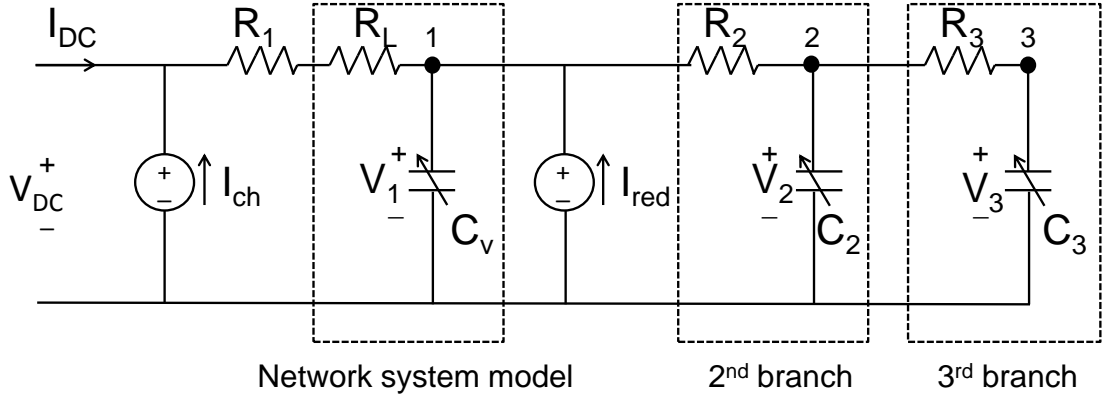 I_DC
R_1
R_L
1
R_2
2
R_3
3
V_DC
+
−
+
−
I_ch
V_1
+
−
C_v
+
−
I_red
V_2
+
−
C_2
V_3
+
−
C_3
Network system model
2nd branch
3rd branch